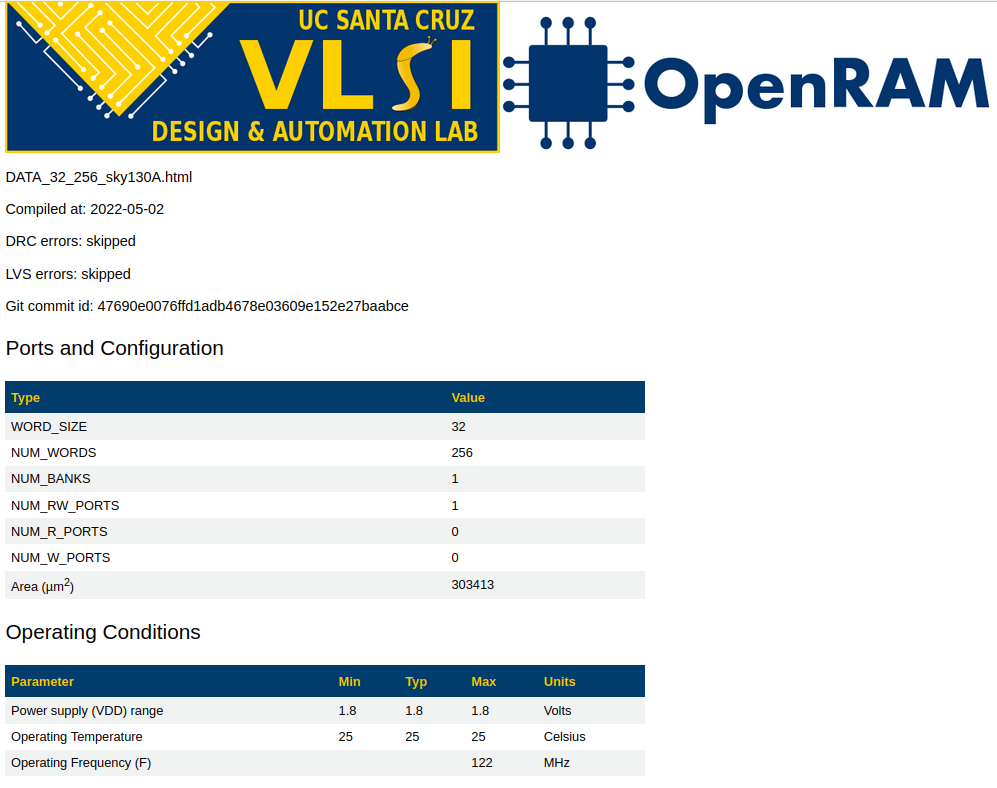 UC SANTA CRUZ
VLSI
DESIGN & AUTOMATION LAB
OpenRAM
DATA_32_256_sky130A.html
Compiled at: 2022-05-02
DRC errors: skipped
LVS errors: skipped
Git commit id: 47690e0076ffd1adb4678e03609e152e27baabce
Ports and Configuration
Type Value
WORD_SIZE 32
NUM_WORDS 256
NUM_BANKS 1
NUM_RW_PORTS 1
NUM_R_PORTS 0
NUM_W_PORTS 0
Area (µm²) 303413
Operating Conditions
Parameter Min Typ Max Units
Power supply (VDD) range 1.8 1.8 1.8 Volts
Operating Temperature 25 25 25 Celsius
Operating Frequency (F) 122 MHz